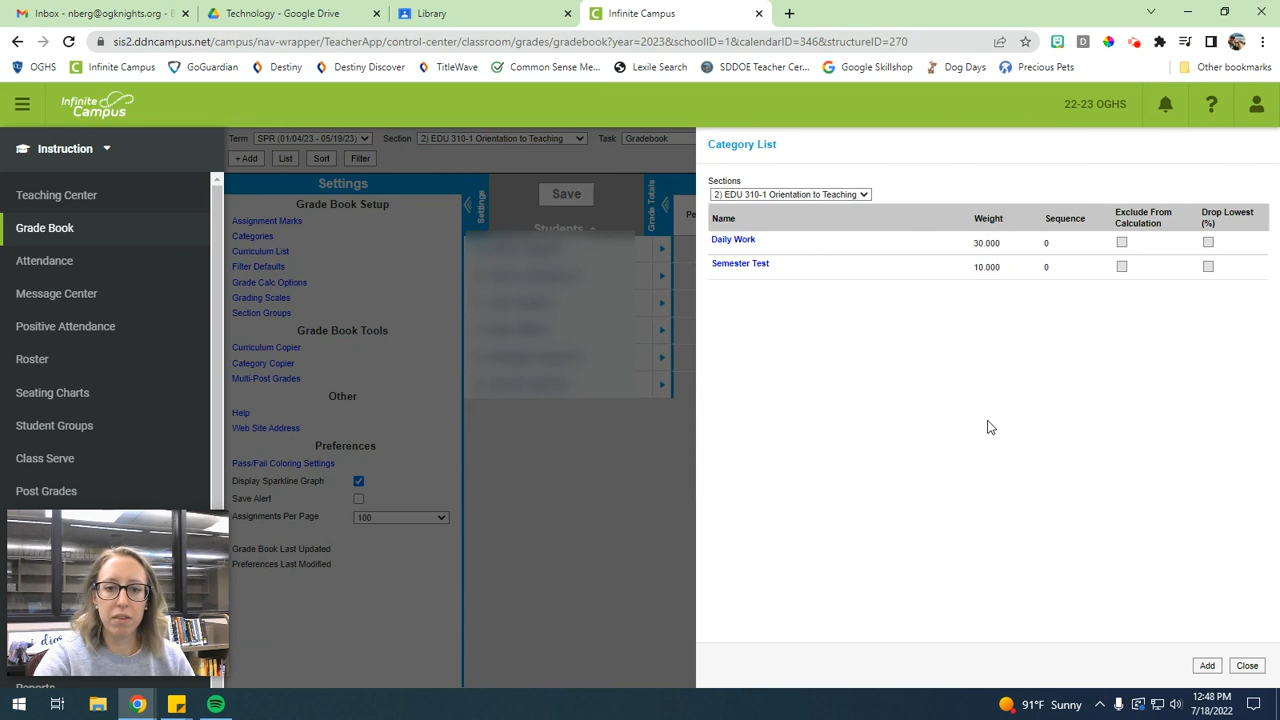 Inbox - nberg@ogknights.org - E
Technology - Google Drive
Library
Infinite Campus
sis2.ddncampus.net/campus/nav-wrapper/TeacherApp/control-center/classroom/grades/gradebook?year=2023&schoolID=1&calendarID=346&structureID=270
OGHS
Infinite Campus
GoGuardian
Destiny
Destiny Discover
TitleWave
Common Sense Me...
Lexile Search
SDDOE Teacher Cer...
Google Skillshop
Dog Days
Precious Pets
Other bookmarks
Infinite Campus
22-23 OGHS
Instruction
Teaching Center
Grade Book
Attendance
Message Center
Positive Attendance
Roster
Seating Charts
Student Groups
Class Serve
Post Grades
Reports
Term SPR (01/04/23 - 05/19/23) Section 2) EDU 310-1 Orientation to Teaching Task Gradebook
+ Add List Sort Filter
Settings
Grade Book Setup
Assignment Marks
Categories
Curriculum List
Filter Defaults
Grade Calc Options
Grading Scales
Section Groups
Grade Book Tools
Curriculum Copier
Category Copier
Multi-Post Grades
Other
Help
Web Site Address
Preferences
Pass/Fail Coloring Settings
Display Sparkline Graph
Save Alert
Assignments Per Page 100
Grade Book Last Updated
Preferences Last Modified
Settings
Save
Students
Grade Totals
Pe
Category List
Sections
2) EDU 310-1 Orientation to Teaching
Name Weight Sequence Exclude From Calculation Drop Lowest (%)
Daily Work 30.000 0
Semester Test 10.000 0
Add Close
91°F Sunny
12:48 PM
7/18/2022